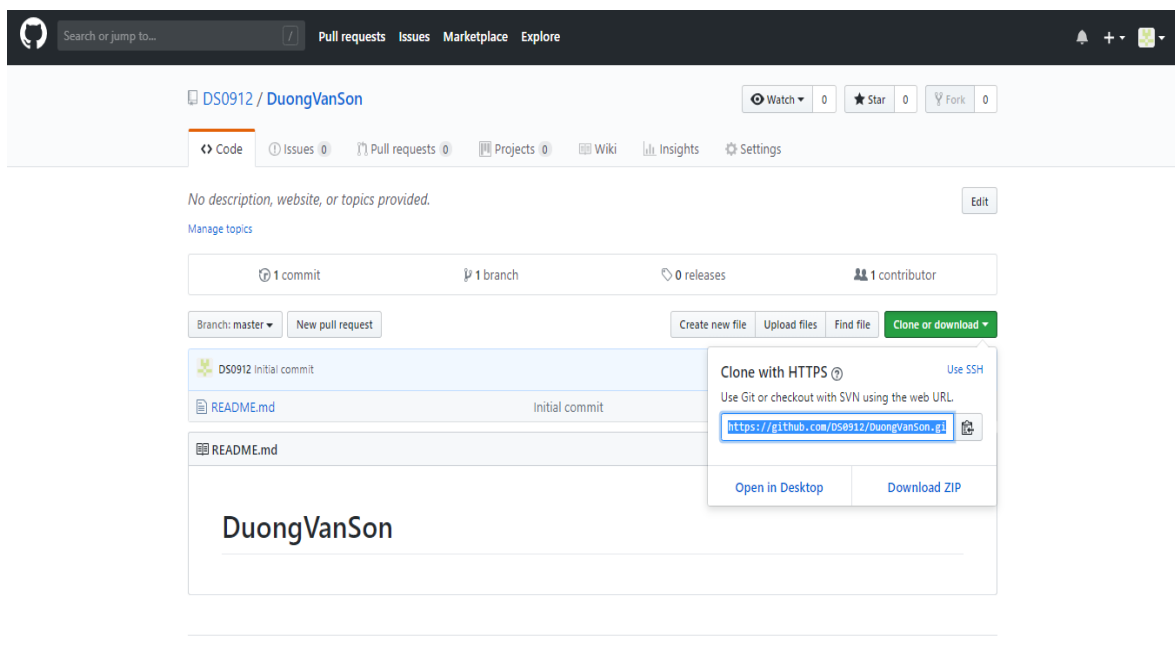 Search or jump to... / Pull requests Issues Marketplace Explore
DS0912 / DuongVanSon Watch 0 Star 0 Fork 0
Code Issues 0 Pull requests 0 Projects 0 Wiki Insights Settings
No description, website, or topics provided. Edit
Manage topics
1 commit 1 branch 0 releases 1 contributor
Branch: master New pull request Create new file Upload files Find file Clone or download
DS0912 Initial commit
README.md Initial commit
README.md
Clone with HTTPS ? Use SSH
Use Git or checkout with SVN using the web URL.
https://github.com/DS0912/DuongVanSon.gi
Open in Desktop Download ZIP
DuongVanSon